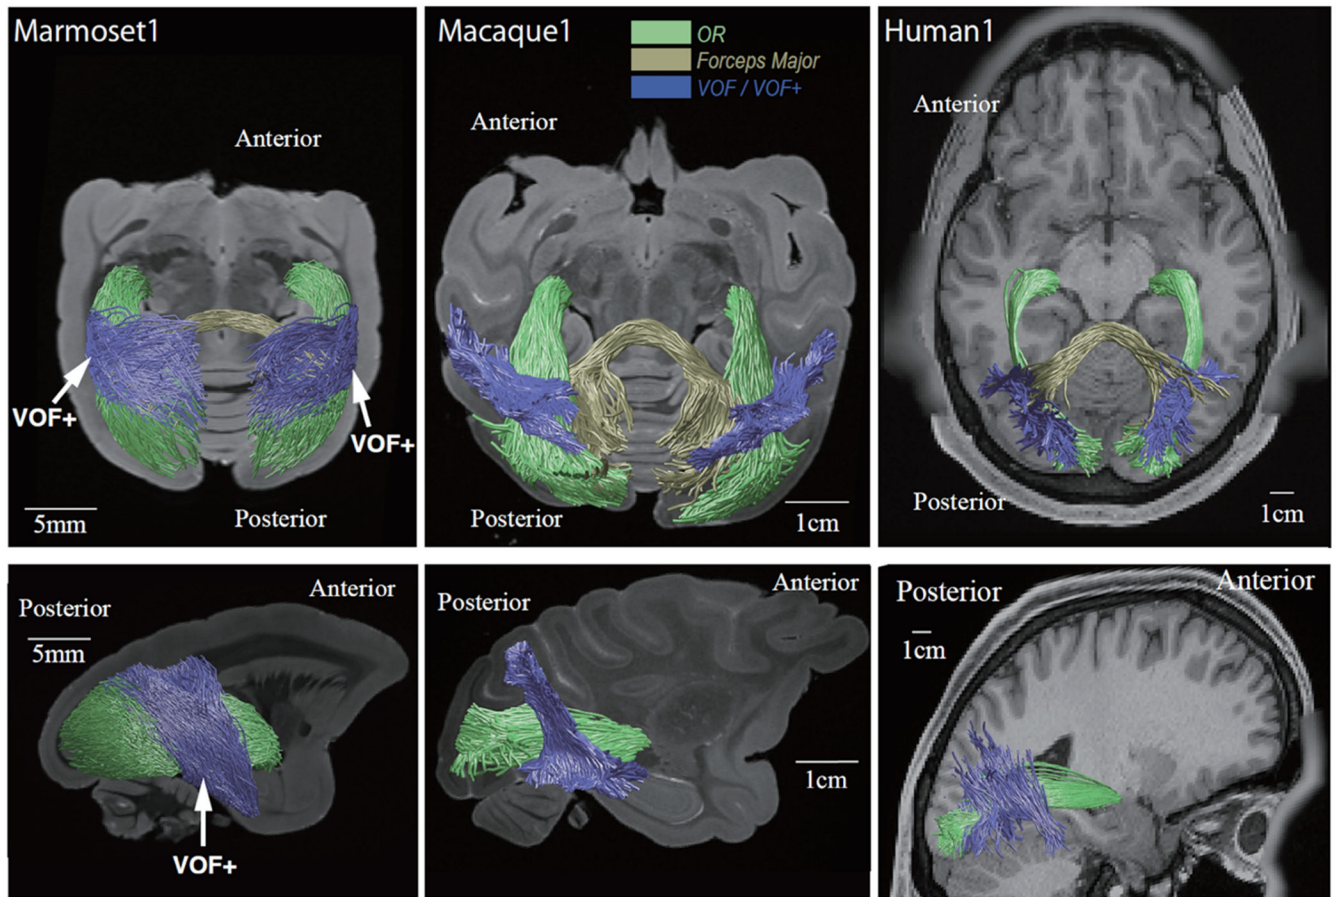 Marmoset1
Anterior
VOF+
VOF+
5mm
Posterior
Macaque1
OR
Forceps Major
VOF / VOF+
Anterior
Posterior
1cm
Human1
Anterior
Posterior
1cm
Posterior
Anterior
5mm
VOF+
Posterior
Anterior
1cm
Posterior
Anterior
1cm